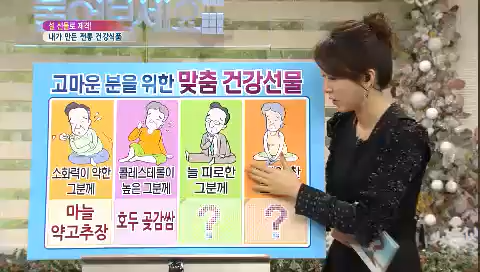 설 선물로 제격!
내가 만든 전통 건강식품
고마운 분을 위한 맞춤 건강선물
소화력이 약한
그분께
콜레스테롤이
높은 그분께
늘 피로한
그분께
한
마늘
약고추장
호두 곶감쌈
?
?